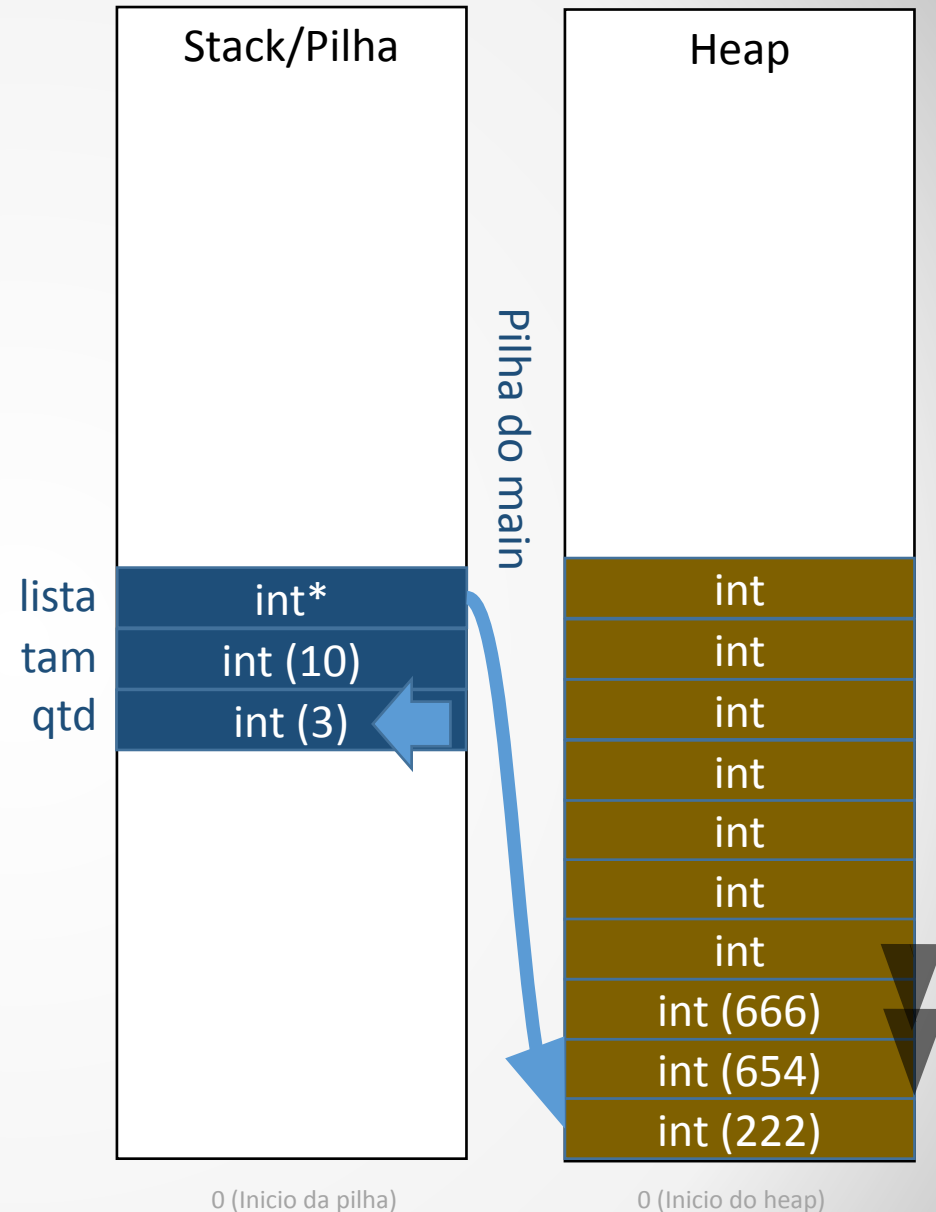 Stack/Pilha
Heap
Pilha do main
lista
int*
tam
int (10)
qtd
int (3)
int
int
int
int
int
int
int
int (666)
int (654)
int (222)
0 (Inicio da pilha)
0 (Inicio do heap)